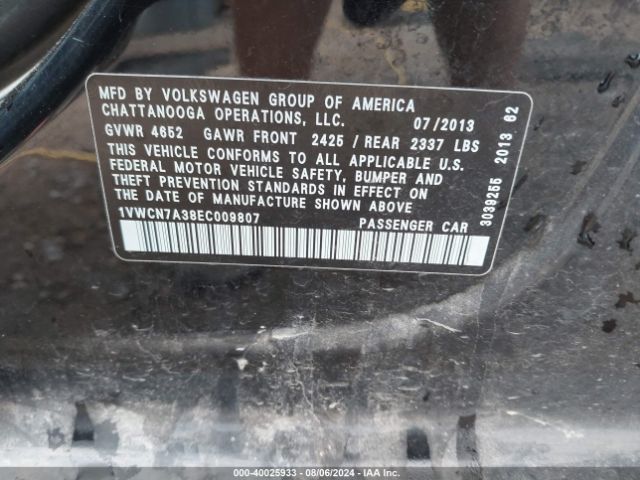 MFD BY VOLKSWAGEN GROUP OF AMERICA
CHATTANOOGA OPERATIONS, LLC. 07/2013
GVWR 4652 GAWR FRONT 2425 / REAR 2337 LBS
THIS VEHICLE CONFORMS TO ALL APPLICABLE U.S.
FEDERAL MOTOR VEHICLE SAFETY, BUMPER AND
THEFT PREVENTION STANDARDS IN EFFECT ON
THE DATE OF MANUFACTURE SHOWN ABOVE
1VWCN7A38EC009807 PASSENGER CAR
3039255 2013 62
000-40025933 - 08/06/2024 - IAA Inc.